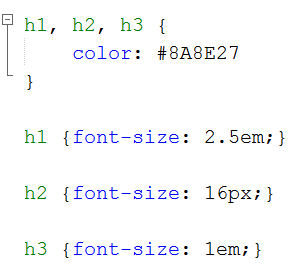 h1, h2, h3 {
color: #8A8E27
}
h1 {font-size: 2.5em;}
h2 {font-size: 16px;}
h3 {font-size: 1em;}